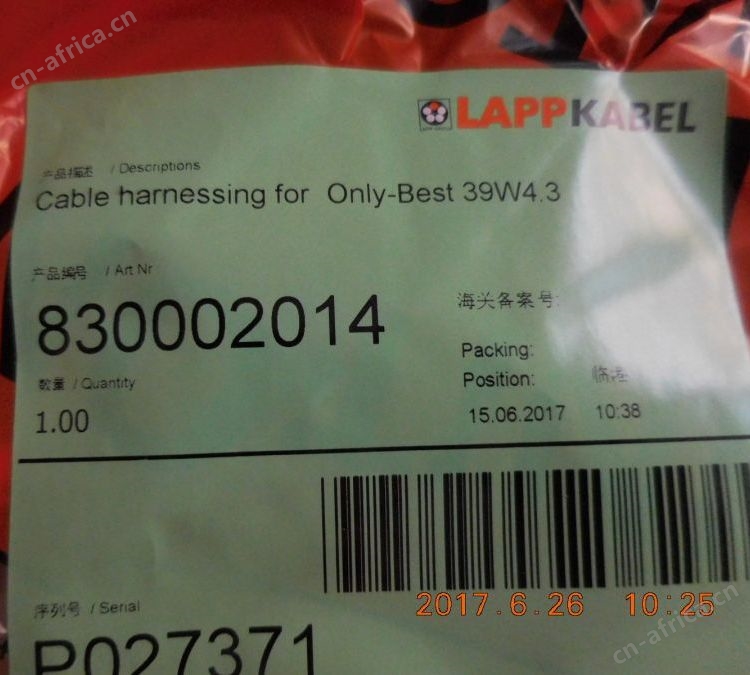 cn-africa.cn
LAPPKABEL
产品描述 / Descriptions
Cable harnessing for Only-Best 39W4.3
产品编号 / Art Nr
830002014
海关备案号:
数量 / Quantity
Packing:
Position: 临港
1.00
15.06.2017 10:38
序列号 / Serial
2017.6.26 10:25
P027371
cn-africa.cn